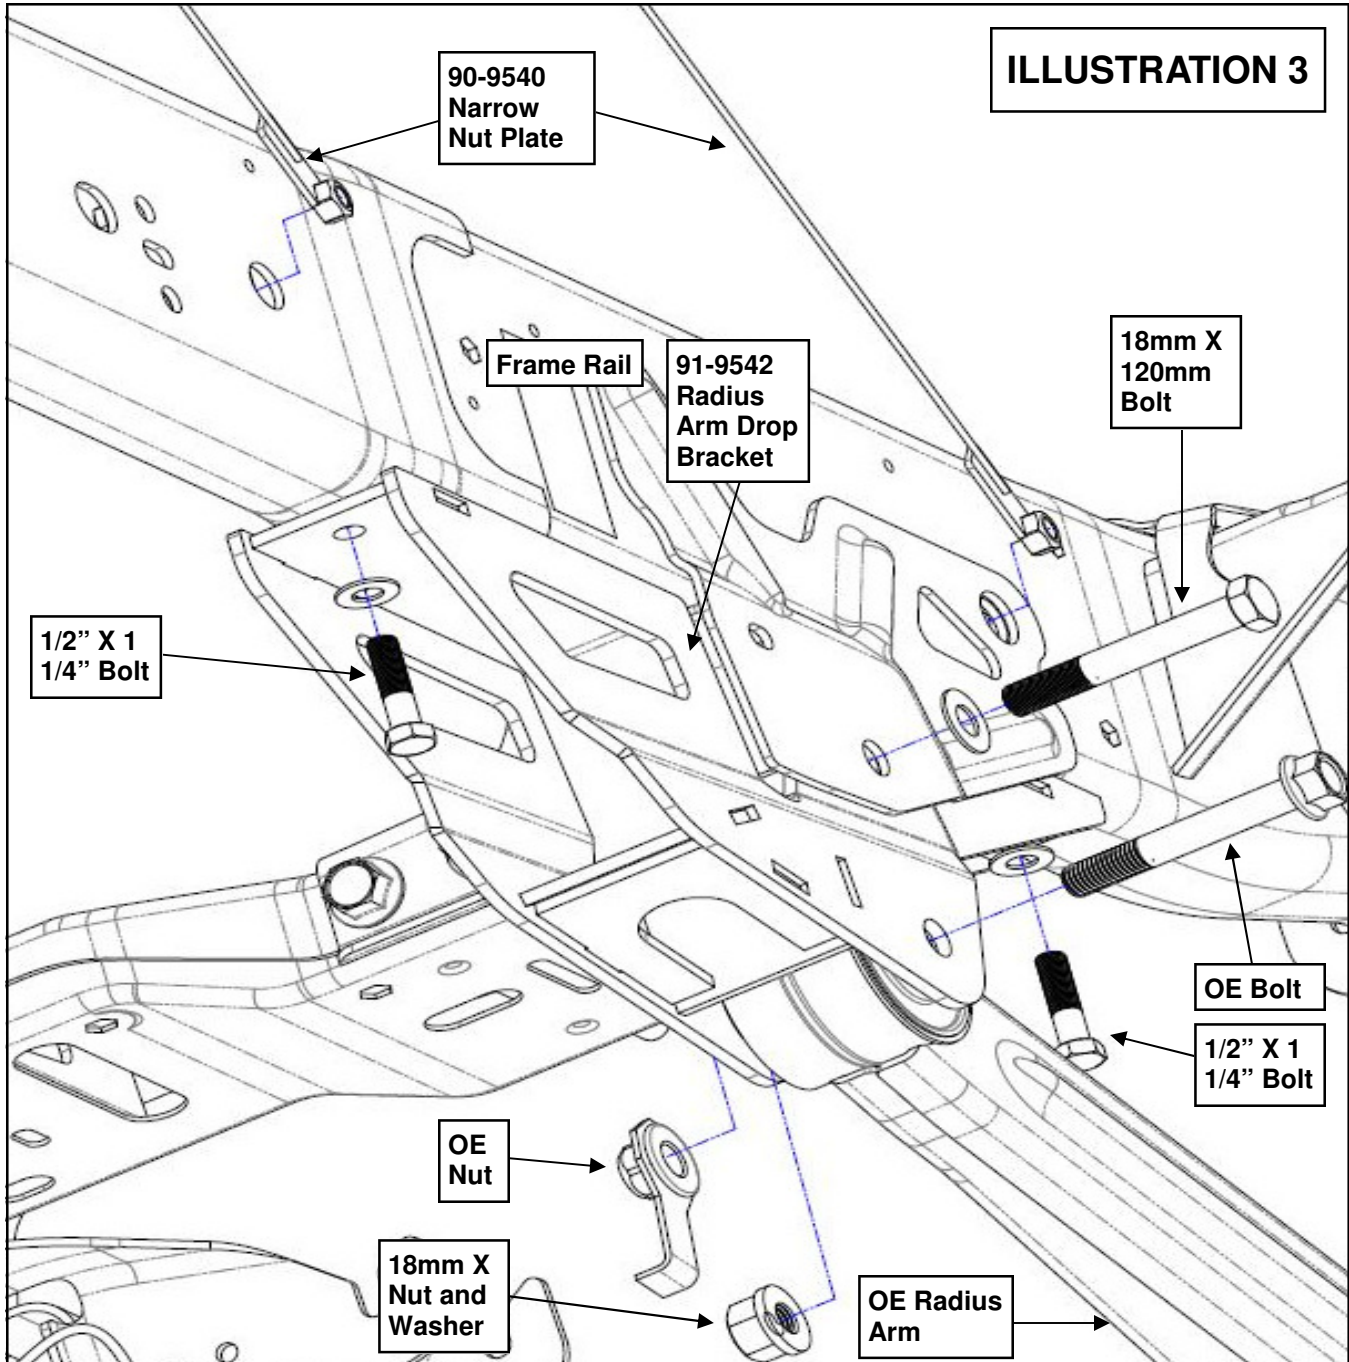 ILLUSTRATION 3
90-9540
Narrow
Nut Plate
Frame Rail
91-9542
Radius
Arm Drop
Bracket
18mm X
120mm
Bolt
1/2” X 1
1/4” Bolt
OE Bolt
1/2” X 1
1/4” Bolt
OE
Nut
18mm X
Nut and
Washer
OE Radius
Arm